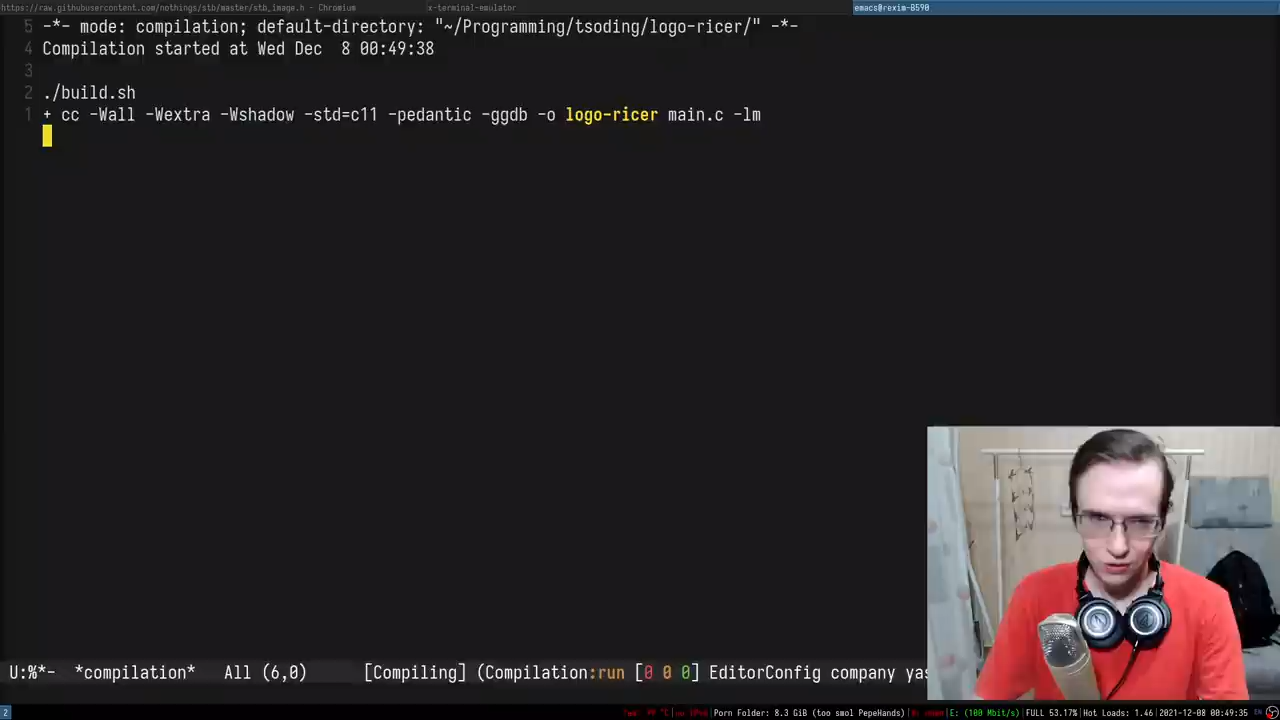 https://raw.githubusercontent.com/nothings/stb/master/stb_image.h - Chromium
x-terminal-emulator
emacs@rexim-B590
5 -*- mode: compilation; default-directory: "~/Programming/tsoding/logo-ricer/" -*-
4 Compilation started at Wed Dec  8 00:49:38
3
2 ./build.sh
1 + cc -Wall -Wextra -Wshadow -std=c11 -pedantic -ggdb -o logo-ricer main.c -lm
U:%*-  *compilation*   All (6,0)      [Compiling] (Compilation:run [0 0 0] EditorConfig company yas
2
Porn Folder: 8.3 GiB (too smol PepeHands)
E: (100 Mbit/s)|FULL 53.17%|Hot Loads: 1.46|2021-12-08 00:49:35